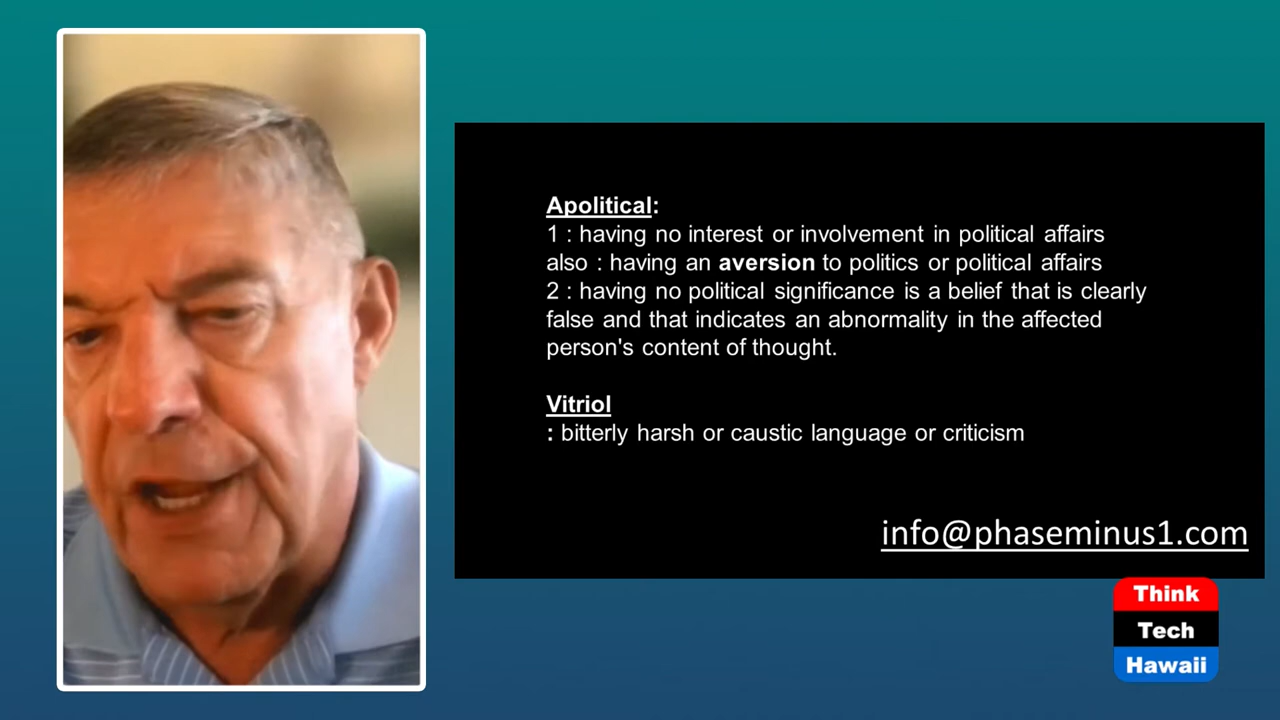 Apolitical:
1 : having no interest or involvement in political affairs
also : having an aversion to politics or political affairs
2 : having no political significance is a belief that is clearly
false and that indicates an abnormality in the affected
person's content of thought.
Vitriol
: bitterly harsh or caustic language or criticism
info@phaseminus1.com
Think
Tech
Hawaii